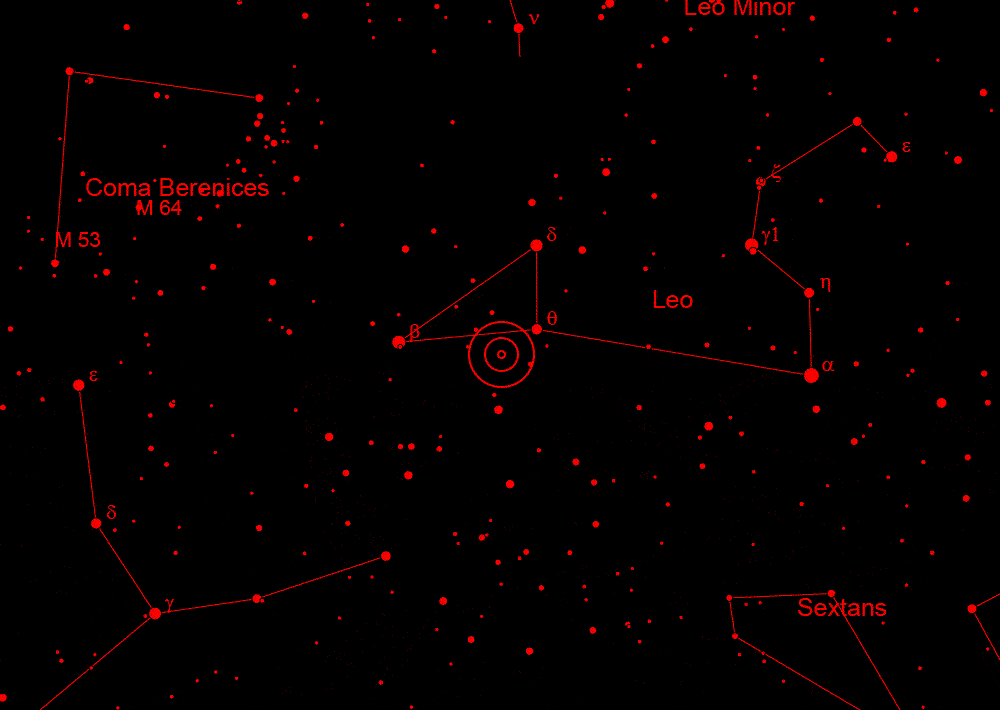 Leo Minor
ν
ε
ζ
Coma Berenices
M 64
γ1
δ
M 53
η
Leo
θ
β
α
ε
δ
γ
Sextans